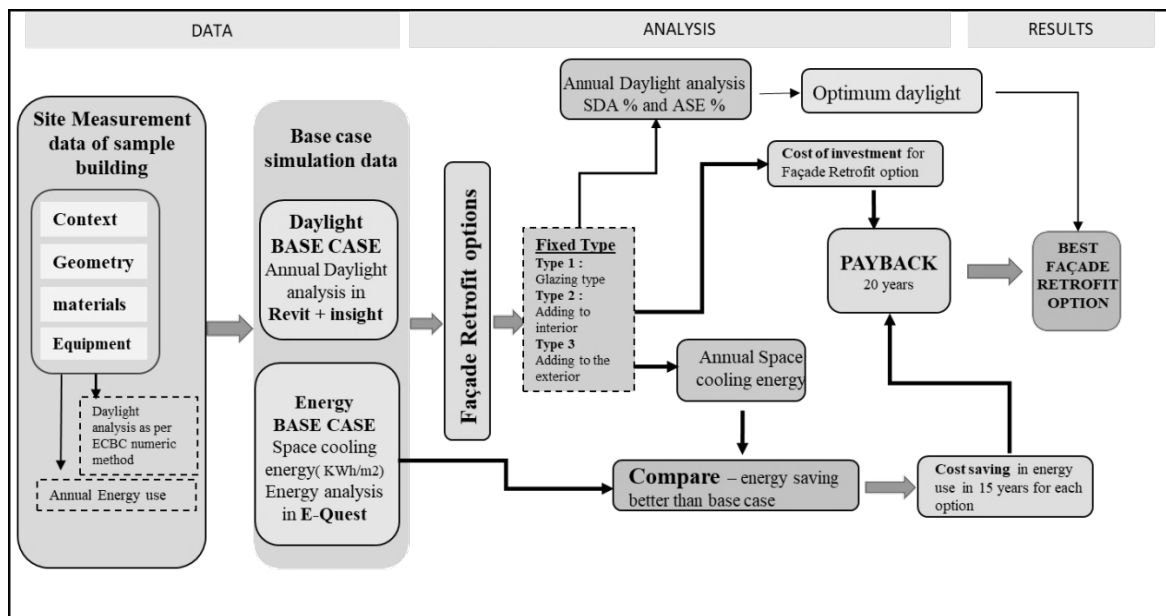 DATA
ANALYSIS
RESULTS
Site Measurement
data of sample
building
Context
Geometry
materials
Equipment
Daylight
analysis as per
ECBC numeric
method
Annual Energy use
Base case
simulation data
Daylight
BASE CASE
Annual Daylight
analysis in
Revit + insight
Energy
BASE CASE
Space cooling
energy( KWh/m2)
Energy analysis
in E-Quest
Façade Retrofit options
Fixed Type
Type 1 :
Glazing type
Type 2 :
Adding to
interior
Type 3
Adding to the
exterior
Annual Daylight analysis
SDA % and ASE %
Optimum daylight
Cost of investment for
Façade Retrofit option
PAYBACK
20 years
Annual Space
cooling energy
Compare – energy saving
better than base case
Cost saving in energy
use in 15 years for each
option
BEST
FAÇADE
RETROFIT
OPTION